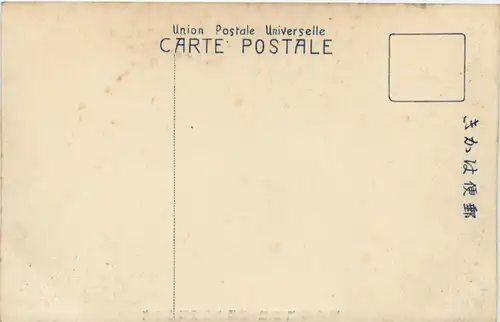 Union Postale Universelle
CARTE POSTALE
きかは便郵